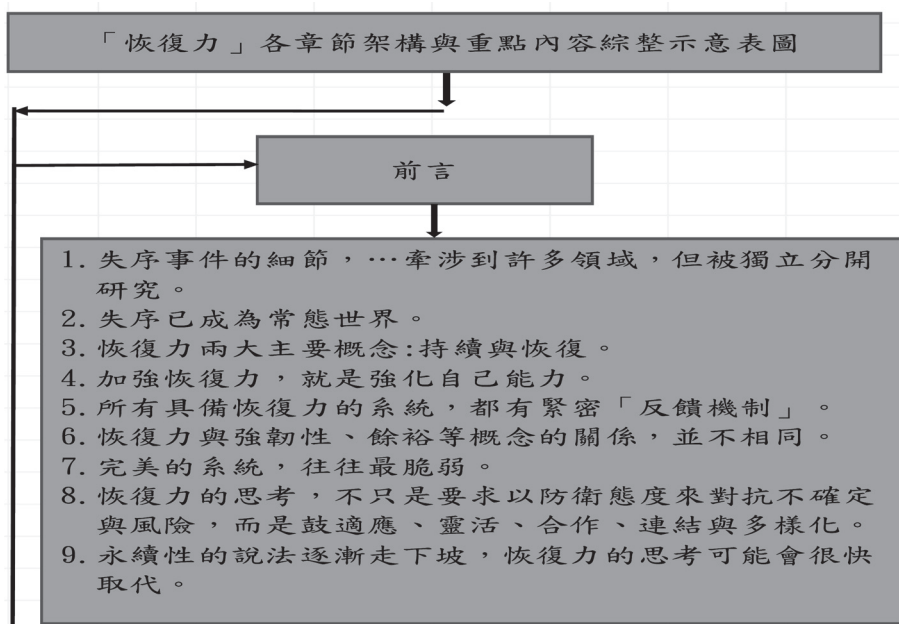 「恢復力」各章節架構與重點內容綜整示意表圖
前言
1. 失序事件的細節，…牽涉到許多領域，但被獨立分開
研究。
2. 失序已成為常態世界。
3. 恢復力兩大主要概念:持續與恢復。
4. 加強恢復力，就是強化自己能力。
5. 所有具備恢復力的系統，都有緊密「反饋機制」。
6. 恢復力與強韌性、餘裕等概念的關係，並不相同。
7. 完美的系統，往往最脆弱。
8. 恢復力的思考，不只是要求以防衛態度來對抗不確定
與風險，而是鼓適應、靈活、合作、連結與多樣化。
9. 永續性的說法逐漸走下坡，恢復力的思考可能會很快
取代。